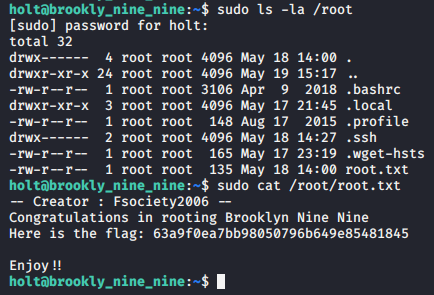 holt@brookly_nine_nine:~$ sudo ls -la /root
[sudo] password for holt:
total 32
drwx------  4 root root 4096 May 18 14:00 .
drwxr-xr-x 24 root root 4096 May 19 15:17 ..
-rw-r--r--  1 root root 3106 Apr  9  2018 .bashrc
drwxr-xr-x  3 root root 4096 May 17 21:45 .local
-rw-r--r--  1 root root  148 Aug 17  2015 .profile
drwx------  2 root root 4096 May 18 14:27 .ssh
-rw-r--r--  1 root root  165 May 17 23:19 .wget-hsts
-rw-r--r--  1 root root  135 May 18 14:00 root.txt
holt@brookly_nine_nine:~$ sudo cat /root/root.txt
-- Creator : Fsociety2006 --
Congratulations in rooting Brooklyn Nine Nine
Here is the flag: 63a9f0ea7bb98050796b649e85481845
Enjoy!!
holt@brookly_nine_nine:~$